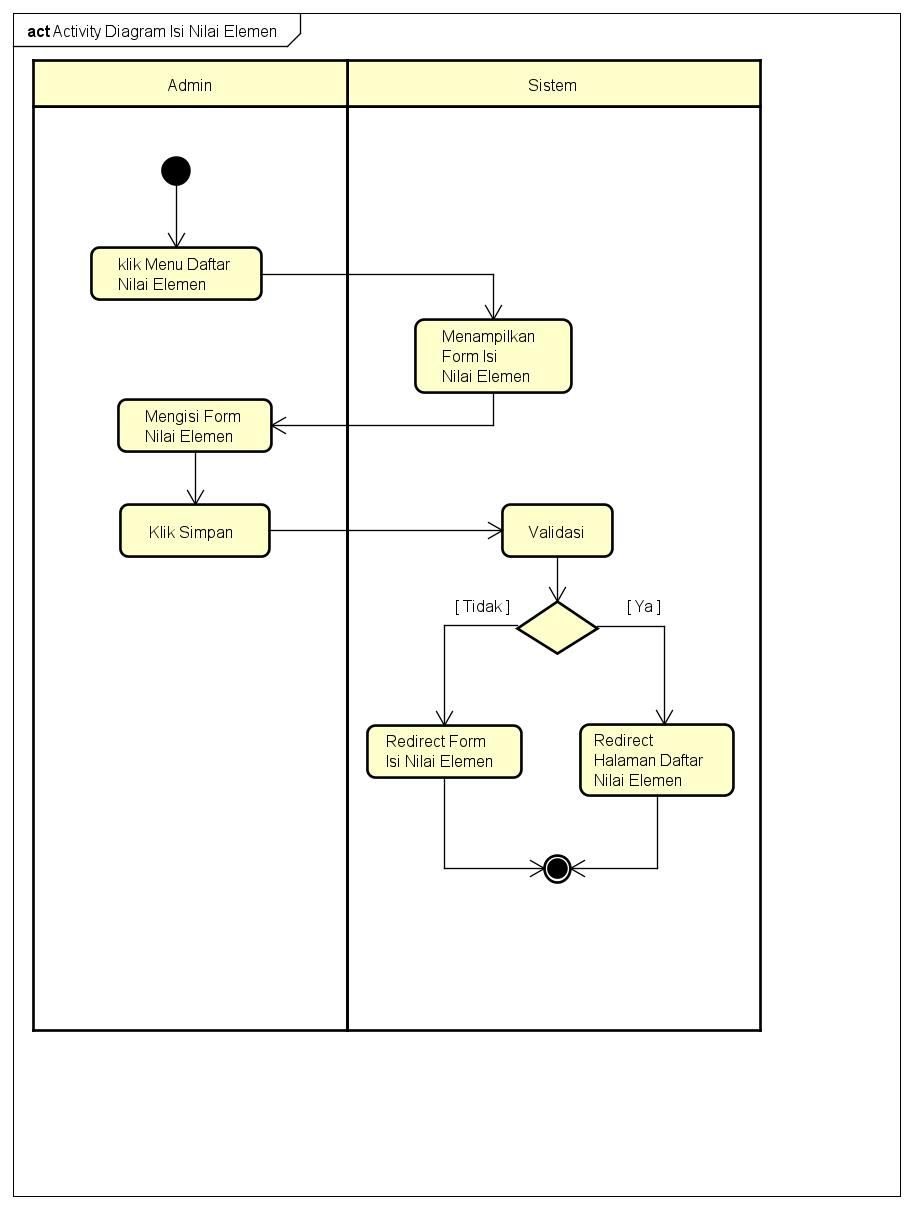 act Activity Diagram Isi Nilai Elemen
Admin
Sistem
klik Menu Daftar
Nilai Elemen
Menampilkan
Form Isi
Nilai Elemen
Mengisi Form
Nilai Elemen
Klik Simpan
Validasi
[ Tidak ]
[ Ya ]
Redirect Form
Isi Nilai Elemen
Redirect
Halaman Daftar
Nilai Elemen